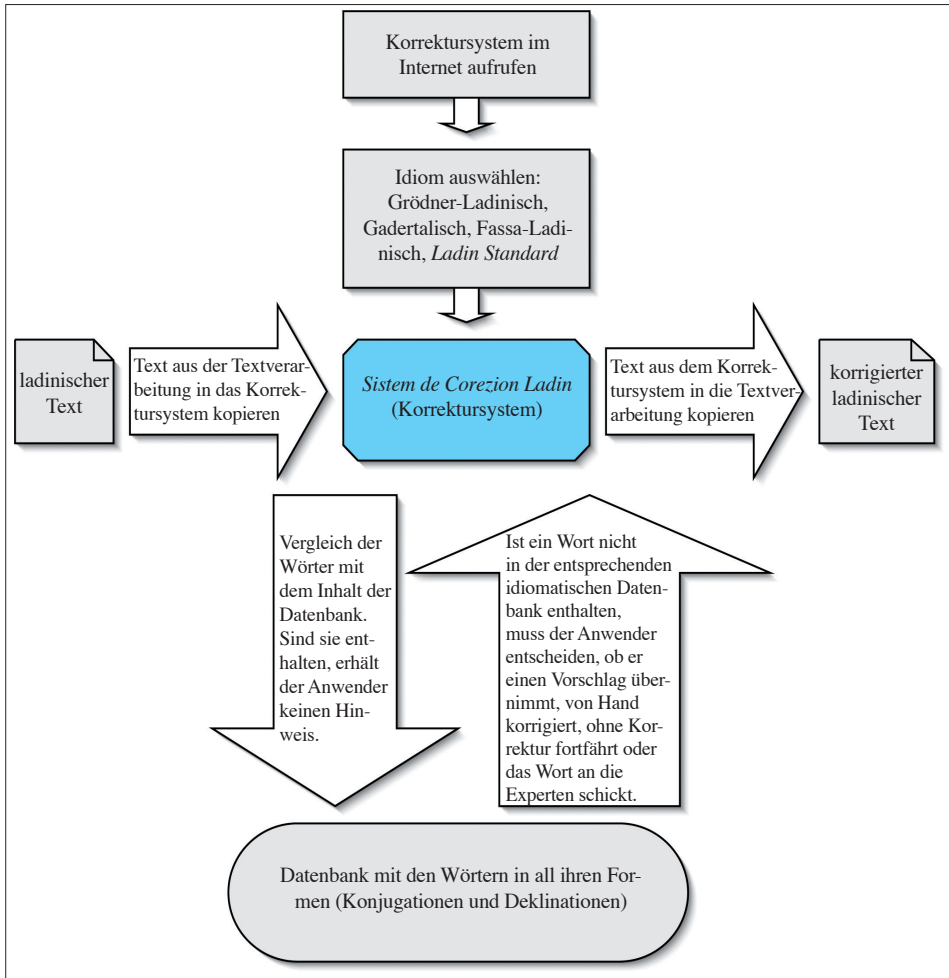 Korrektursystem im
Internet aufrufen
Idiom auswählen:
Grödner-Ladinisch,
Gadertalisch, Fassa-Ladi-
nisch, Ladin Standard
ladinischer
Text
Text aus der Textverar-
beitung in das Korrek-
tursystem kopieren
Sistem de Corezion Ladin
(Korrektursystem)
Text aus dem Korrek-
tursystem in die Textver-
arbeitung kopieren
korrigierter
ladinischer
Text
Vergleich der
Wörter mit
dem Inhalt der
Datenbank.
Sind sie ent-
halten, erhält
der Anwender
keinen Hin-
weis.
Ist ein Wort nicht
in der entsprechenden
idiomatischen Daten-
bank enthalten,
muss der Anwender
entscheiden, ob er
einen Vorschlag über-
nimmt, von Hand
korrigiert, ohne Kor-
rektur fortfährt oder
das Wort an die
Experten schickt.
Datenbank mit den Wörtern in all ihren For-
men (Konjugationen und Deklinationen)